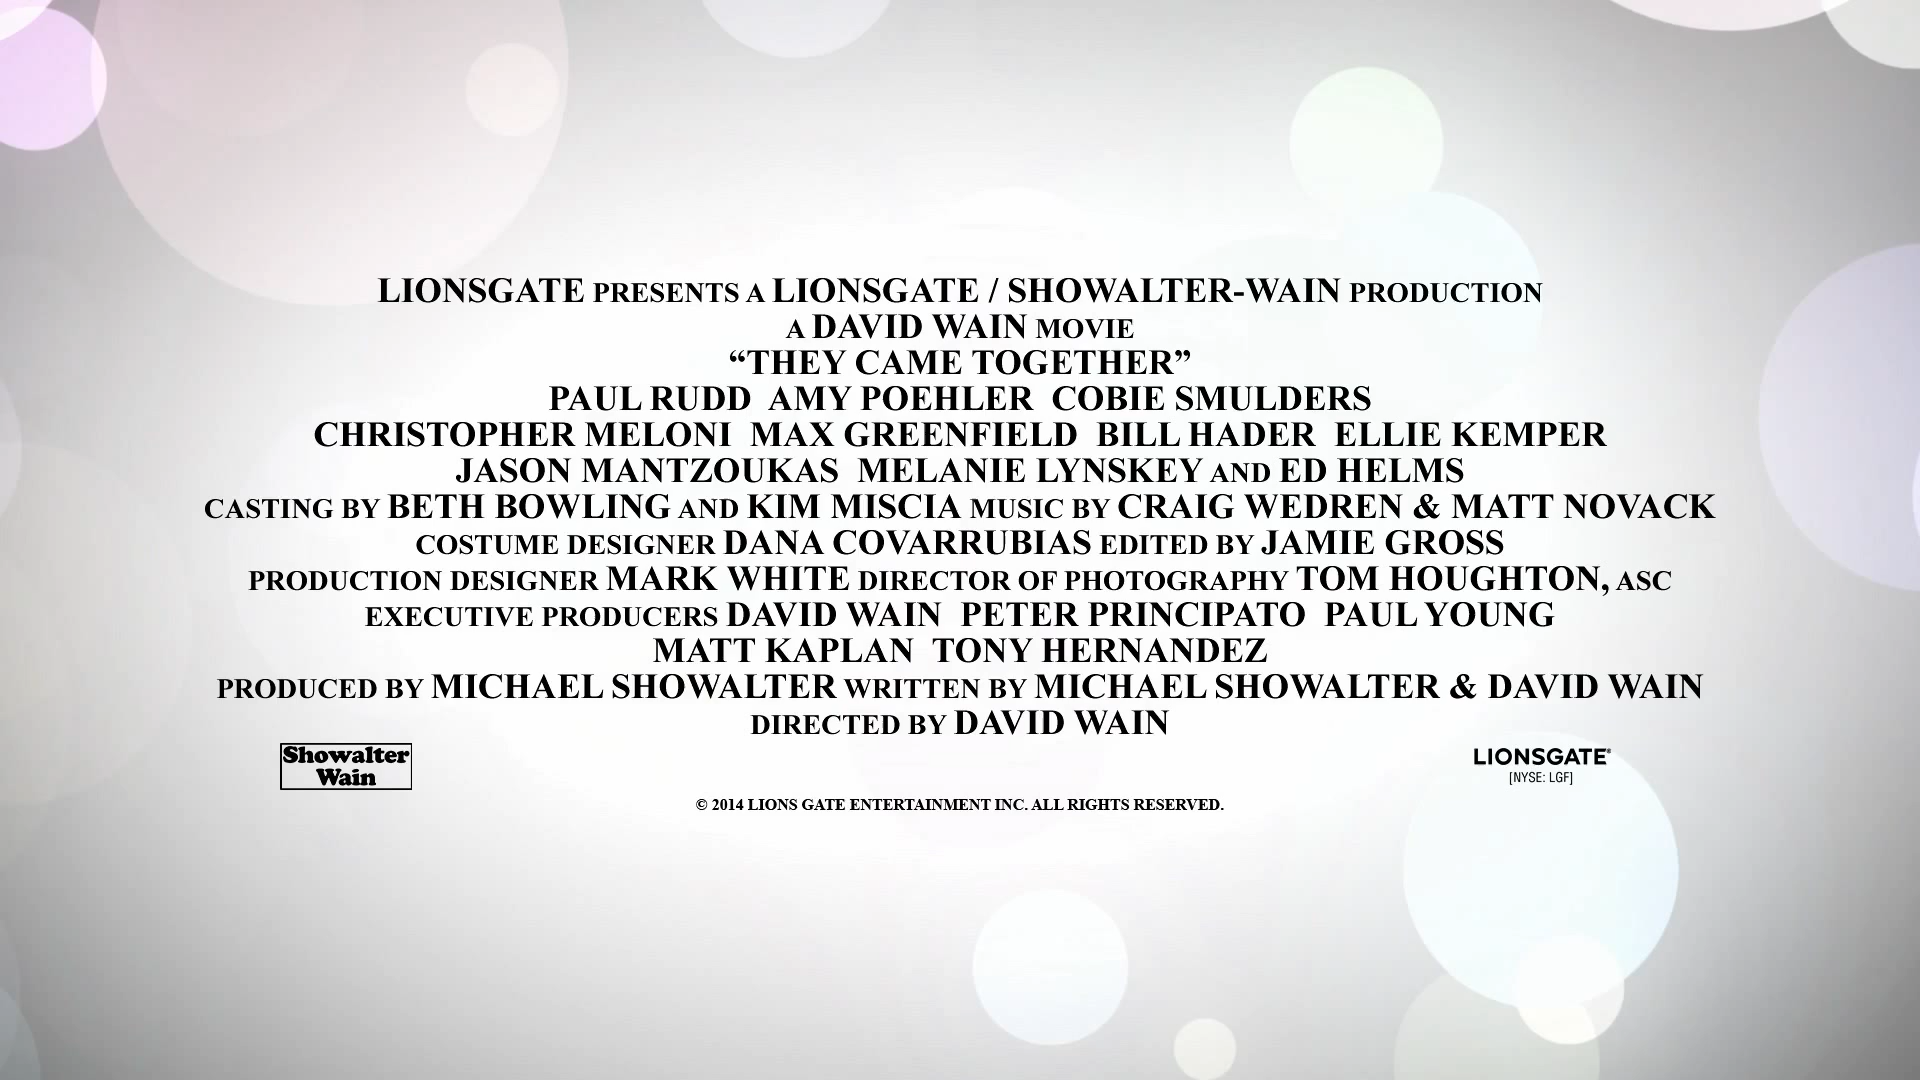 LIONSGATE PRESENTS A LIONSGATE / SHOWALTER-WAIN PRODUCTION
A DAVID WAIN MOVIE
“THEY CAME TOGETHER”
PAUL RUDD AMY POEHLER COBIE SMULDERS
CHRISTOPHER MELONI MAX GREENFIELD BILL HADER ELLIE KEMPER
JASON MANTZOUKAS MELANIE LYNSKEY AND ED HELMS
CASTING BY BETH BOWLING AND KIM MISCIA MUSIC BY CRAIG WEDREN & MATT NOVACK
COSTUME DESIGNER DANA COVARRUBIAS EDITED BY JAMIE GROSS
PRODUCTION DESIGNER MARK WHITE DIRECTOR OF PHOTOGRAPHY TOM HOUGHTON, ASC
EXECUTIVE PRODUCERS DAVID WAIN PETER PRINCIPATO PAUL YOUNG
MATT KAPLAN TONY HERNANDEZ
PRODUCED BY MICHAEL SHOWALTER WRITTEN BY MICHAEL SHOWALTER & DAVID WAIN
DIRECTED BY DAVID WAIN
Showalter
Wain
LIONSGATE®
[NYSE: LGF]
© 2014 LIONS GATE ENTERTAINMENT INC. ALL RIGHTS RESERVED.